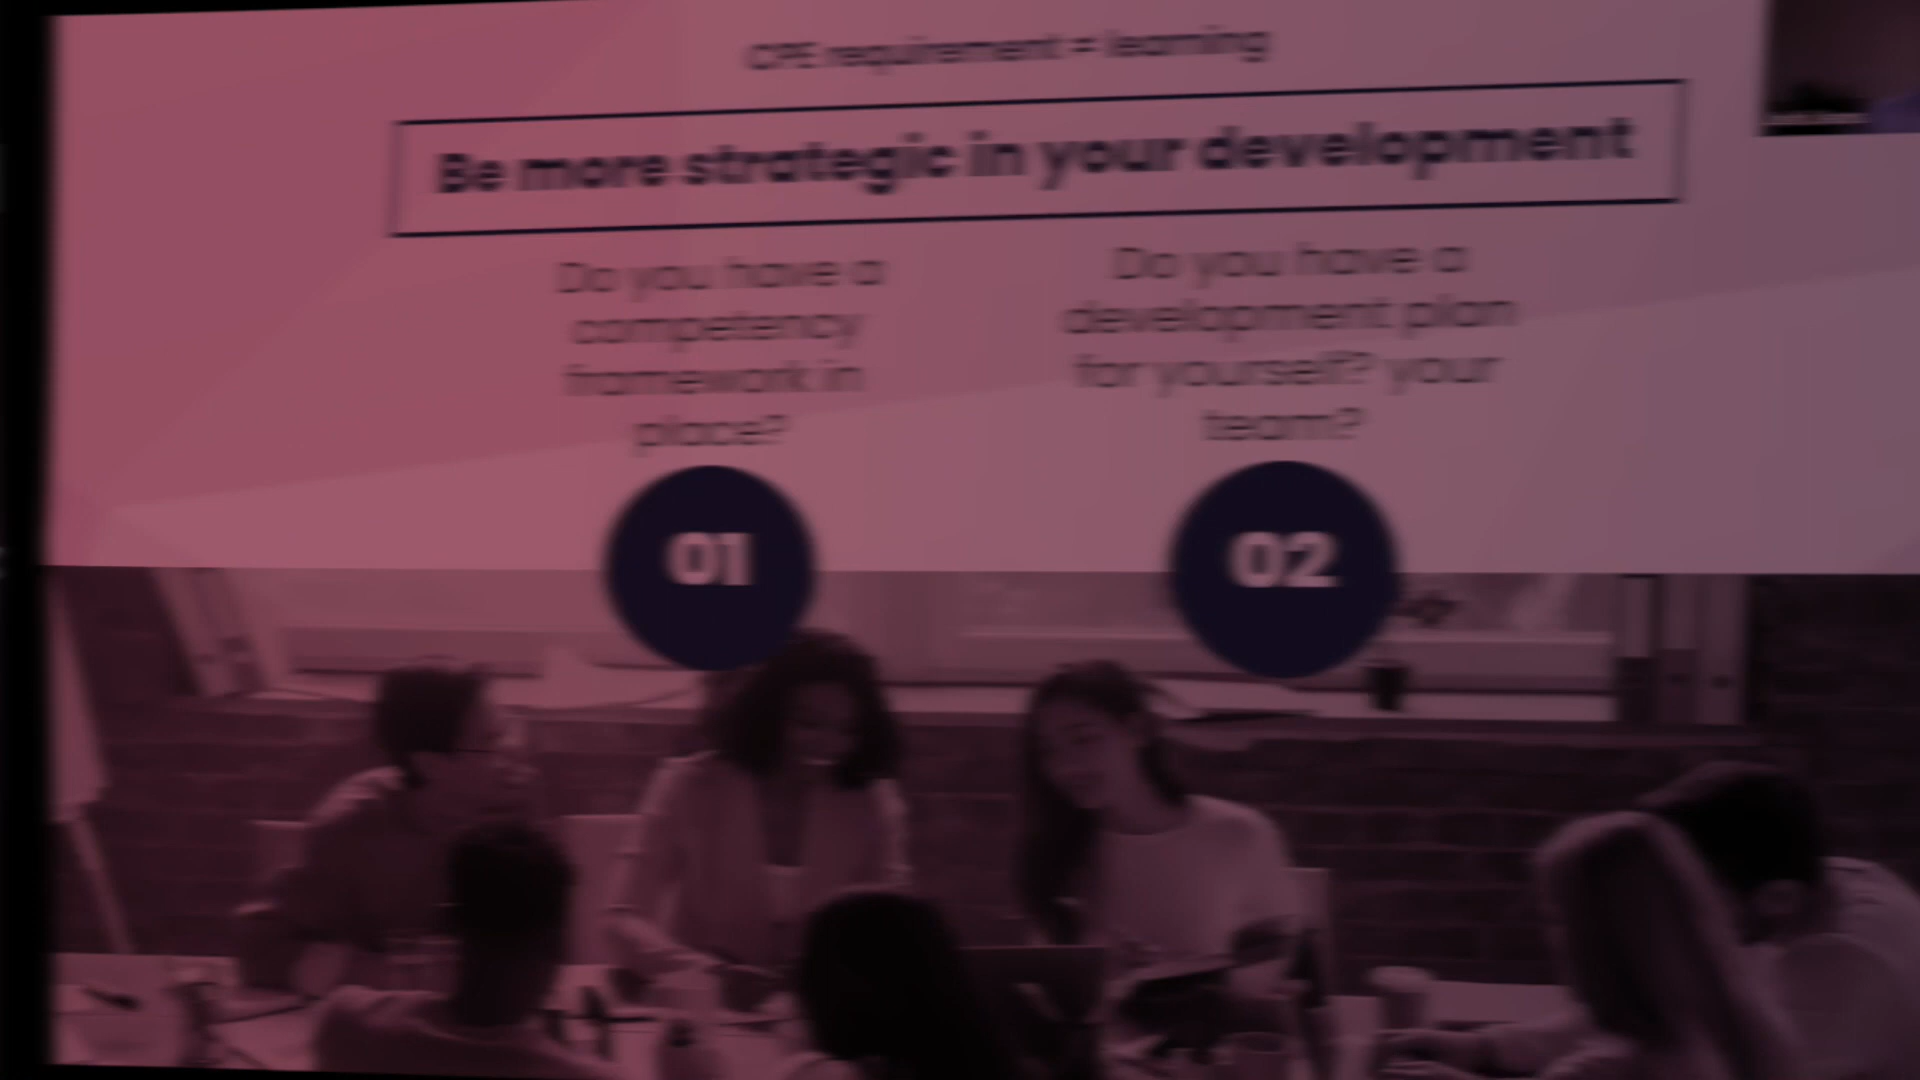 CPE requirement = learning
Be more strategic in your development
Do you have a
competency
framework in
place?
Do you have a
development plan
for yourself? your
team?
01
02